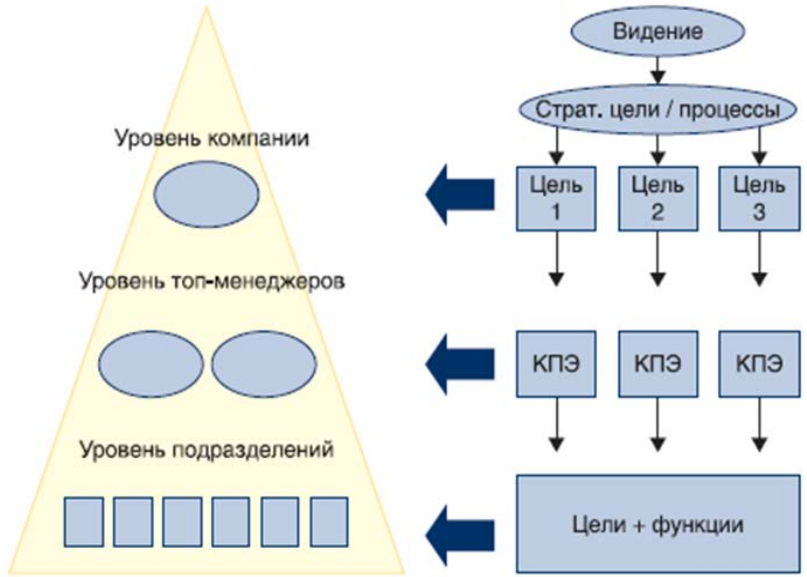 Видение
Страт. цели / процессы
Уровень компании
Цель
1
Цель
2
Цель
3
Уровень топ-менеджеров
КПЭ
КПЭ
КПЭ
Уровень подразделений
Цели + функции